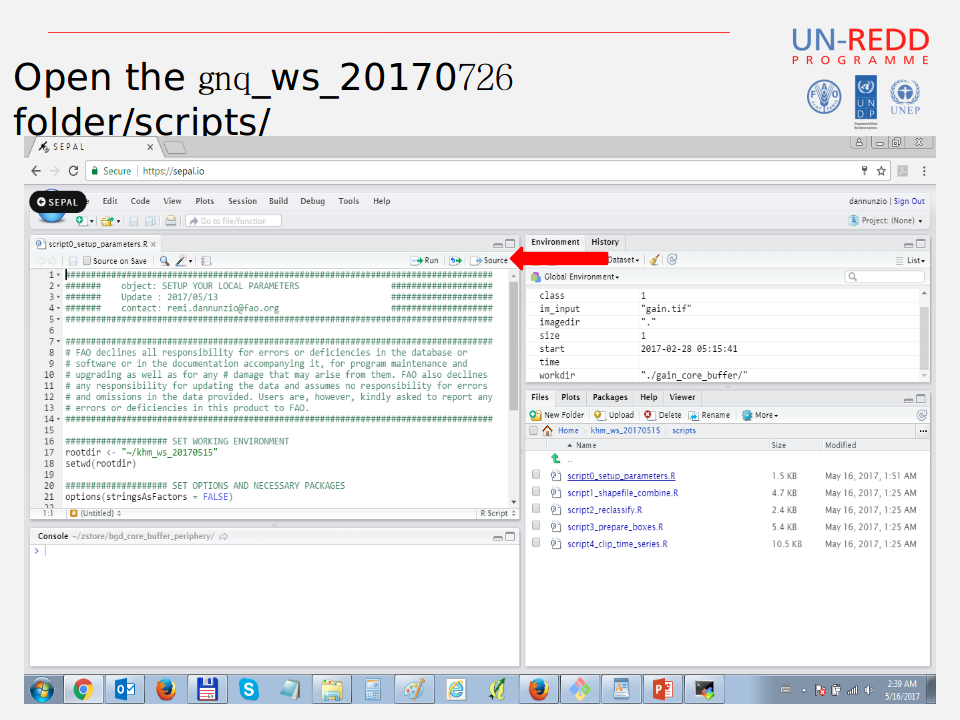 UN-REDD
PROGRAMME
Open the gnq_ws_20170726
folder/scripts/
FAO
UN
DP
UNEP
SEPAL
Secure https://sepal.io
SEPAL Edit Code View Plots Session Build Debug Tools Help dannunzio Sign Out
Go to file/function Project: (None)
script0_setup_parameters.R
Source on Save Run Source
1 ####################################################################################
2 ####### object: SETUP YOUR LOCAL PARAMETERS ####################
3 ####### Update : 2017/05/13 ####################
4 ####### contact: remi.dannunzio@fao.org ####################
5 ####################################################################################
6
7 ####################################################################################
8 # FAO declines all responsibility for errors or deficiencies in the database or
9 # software or in the documentation accompanying it, for program maintenance and
10 # upgrading as well as for any # damage that may arise from them. FAO also declines
11 # any responsibility for updating the data and assumes no responsibility for errors
12 # and omissions in the data provided. Users are, however, kindly asked to report any
13 # errors or deficiencies in this product to FAO.
14 ####################################################################################
15
16 #################### SET WORKING ENVIRONMENT
17 rootdir <- "~/khm_ws_20170515"
18 setwd(rootdir)
19
20 #################### SET OPTIONS AND NECESSARY PACKAGES
21 options(stringsAsFactors = FALSE)
22
1:1 (Untitled) R Script
Console ~/zstore/bgd_core_buffer_periphery/
>
Environment History
Dataset List
Global Environment
class 1
im_input "gain.tif"
imagedir "."
size 1
start 2017-02-28 05:15:41
time
workdir "./gain_core_buffer/"
Files Plots Packages Help Viewer
New Folder Upload Delete Rename More
Home khm_ws_20170515 scripts
Name Size Modified
..
script0_setup_parameters.R 1.5 KB May 16, 2017, 1:51 AM
script1_shapefile_combine.R 4.7 KB May 16, 2017, 1:25 AM
script2_reclassify.R 2.4 KB May 16, 2017, 1:25 AM
script3_prepare_boxes.R 5.4 KB May 16, 2017, 1:25 AM
script4_clip_time_series.R 10.5 KB May 16, 2017, 1:25 AM
2:39 AM
5/16/2017